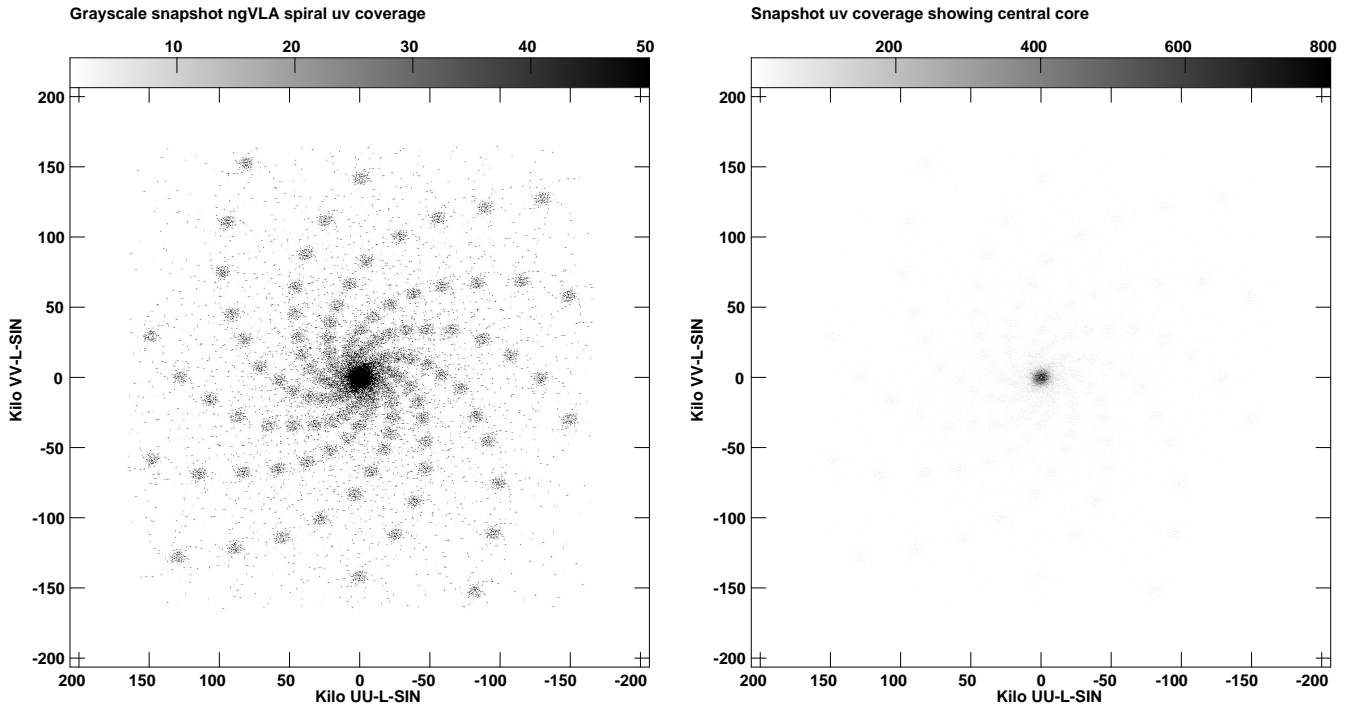 Grayscale snapshot ngVLA spiral uv coverage
10 20 30 40 50
200
150
100
50
0
-50
-100
-150
-200
Kilo VV-L-SIN
200 150 100 50 0 -50 -100 -150 -200
Kilo UU-L-SIN
Snapshot uv coverage showing central core
200 400 600 800
200
150
100
50
0
-50
-100
-150
-200
Kilo VV-L-SIN
200 150 100 50 0 -50 -100 -150 -200
Kilo UU-L-SIN